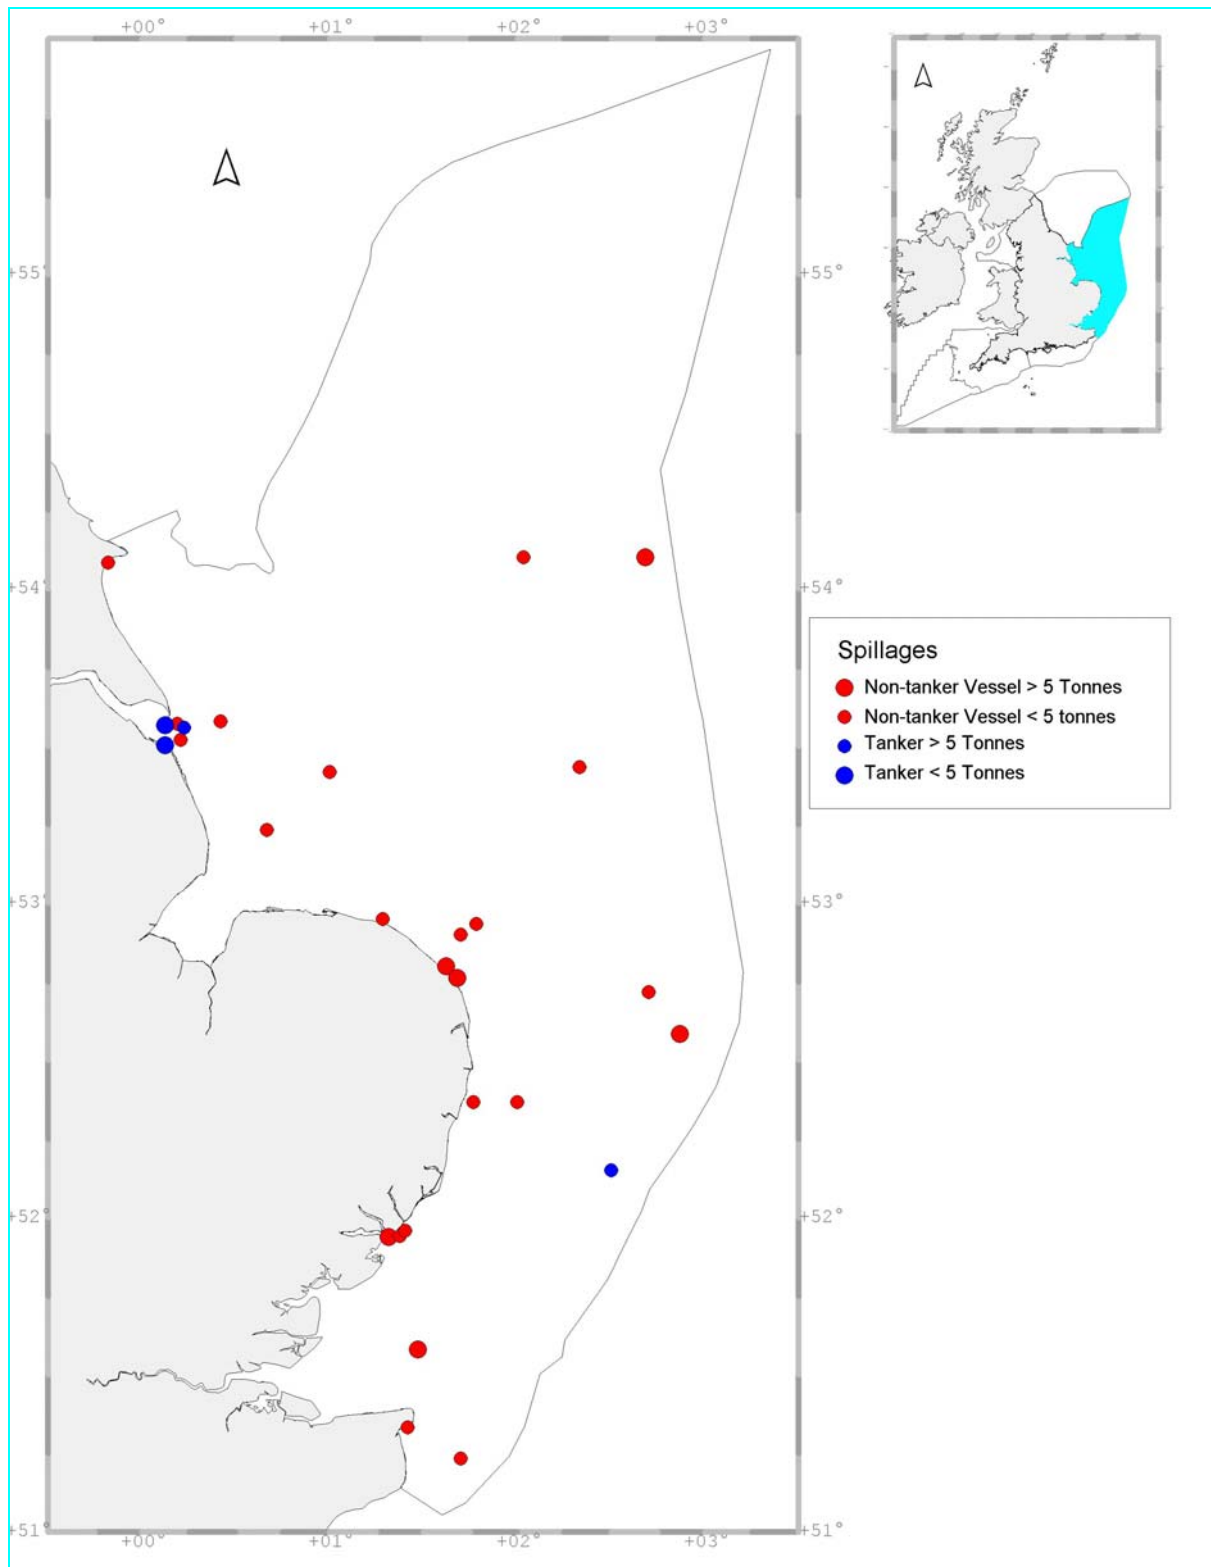 +00° +01° +02° +03°
+55° +55°
+54° +54°
Spillages
Non-tanker Vessel > 5 Tonnes
Non-tanker Vessel < 5 tonnes
Tanker > 5 Tonnes
Tanker < 5 Tonnes
+53° +53°
+52° +52°
+51° +51°
+00° +01° +02° +03°